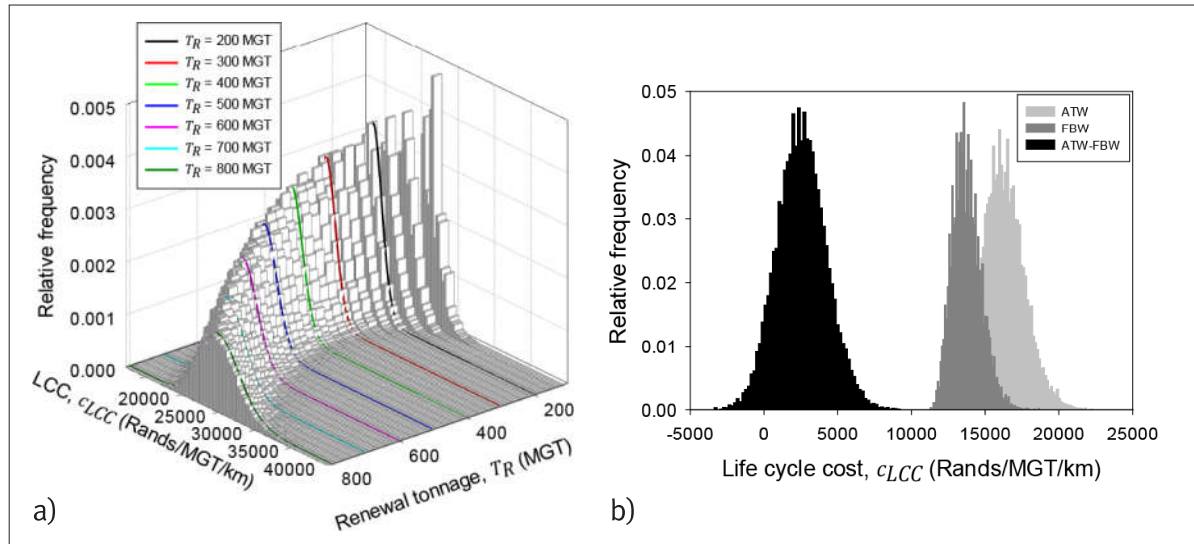 T_R = 200 MGT
T_R = 300 MGT
T_R = 400 MGT
T_R = 500 MGT
T_R = 600 MGT
T_R = 700 MGT
T_R = 800 MGT
0.005
0.004
0.003
0.002
0.001
0.000
Relative frequency
20000
25000
30000
35000
40000
LCC, c_LCC (Rands/MGT/km)
200
400
600
800
Renewal tonnage, T_R (MGT)
a)
ATW
FBW
ATW-FBW
0.05
0.04
0.03
0.02
0.01
0.00
Relative frequency
-5000 0 5000 10000 15000 20000 25000
Life cycle cost, c_LCC (Rands/MGT/km)
b)